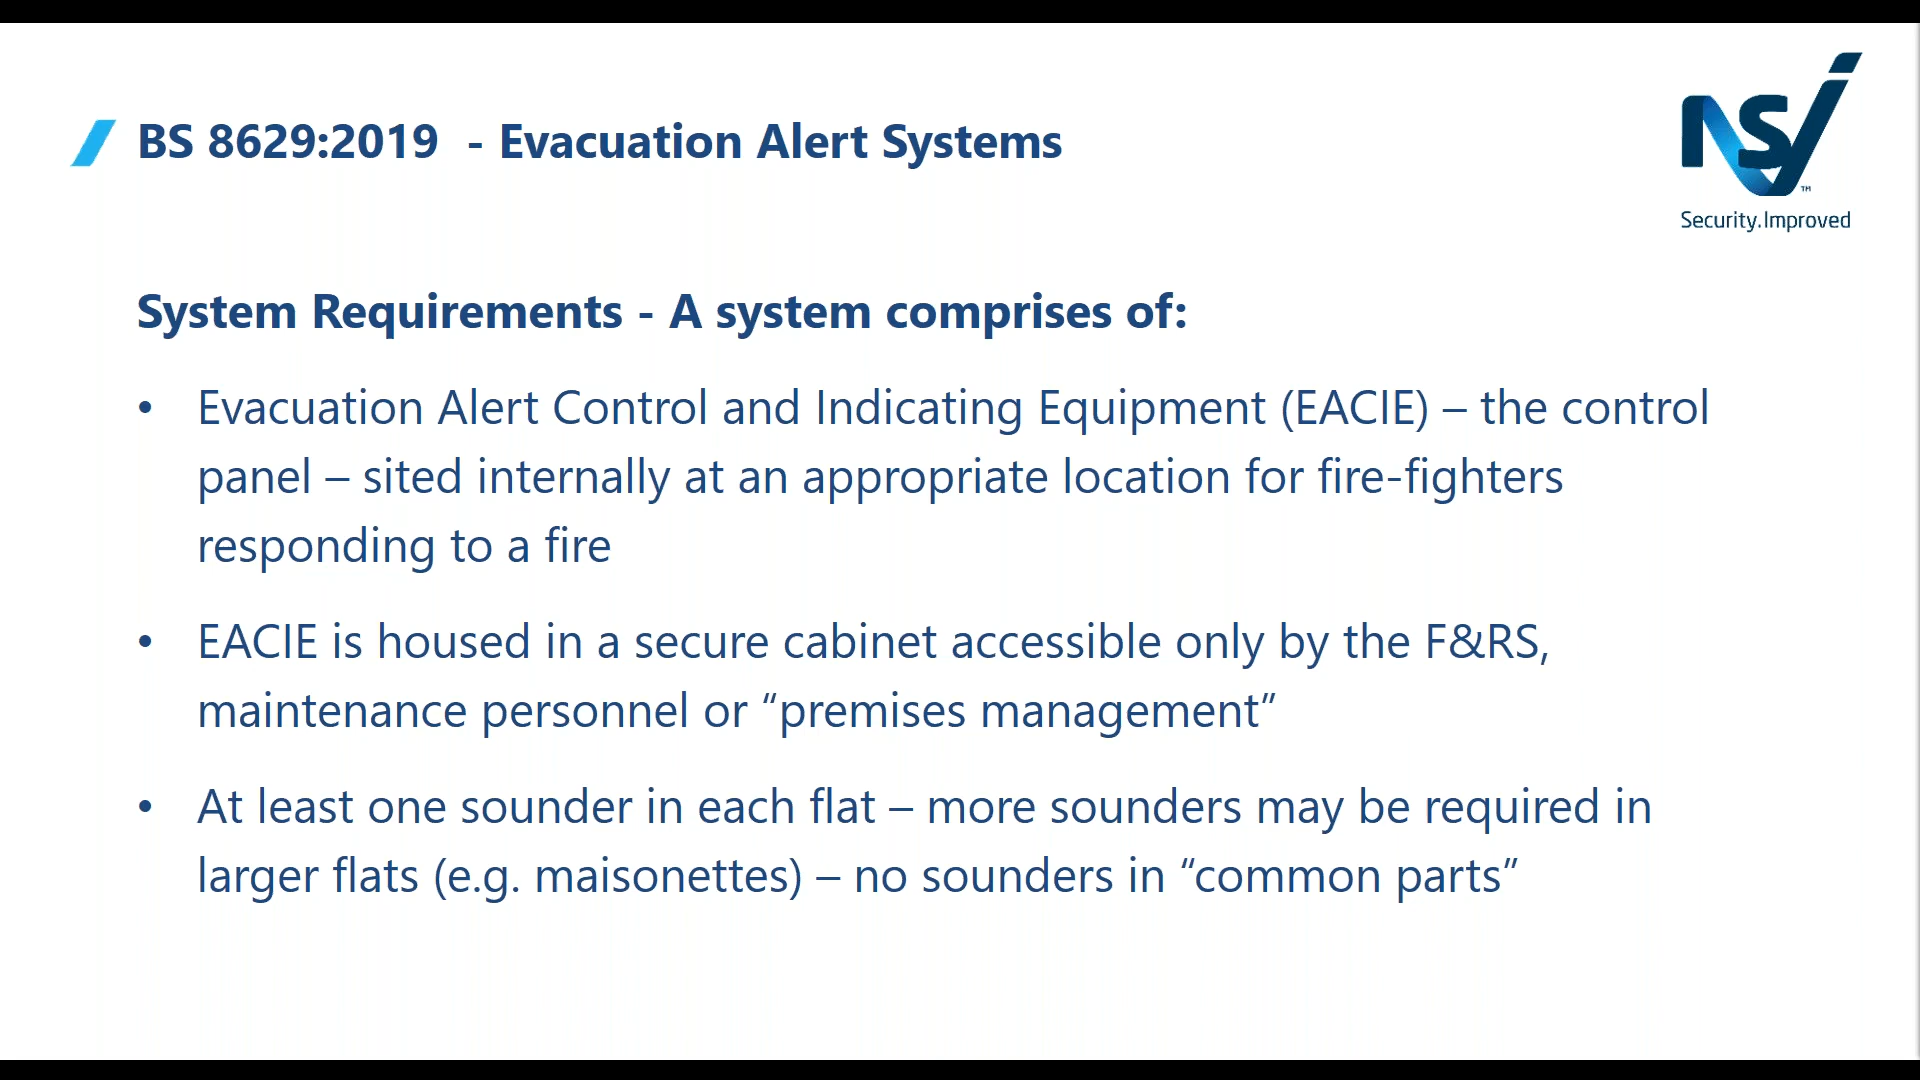 BS 8629:2019  - Evacuation Alert Systems
NSI
™
Security.Improved
System Requirements - A system comprises of:
• Evacuation Alert Control and Indicating Equipment (EACIE) – the control
panel – sited internally at an appropriate location for fire-fighters
responding to a fire
• EACIE is housed in a secure cabinet accessible only by the F&RS,
maintenance personnel or “premises management”
• At least one sounder in each flat – more sounders may be required in
larger flats (e.g. maisonettes) – no sounders in “common parts”